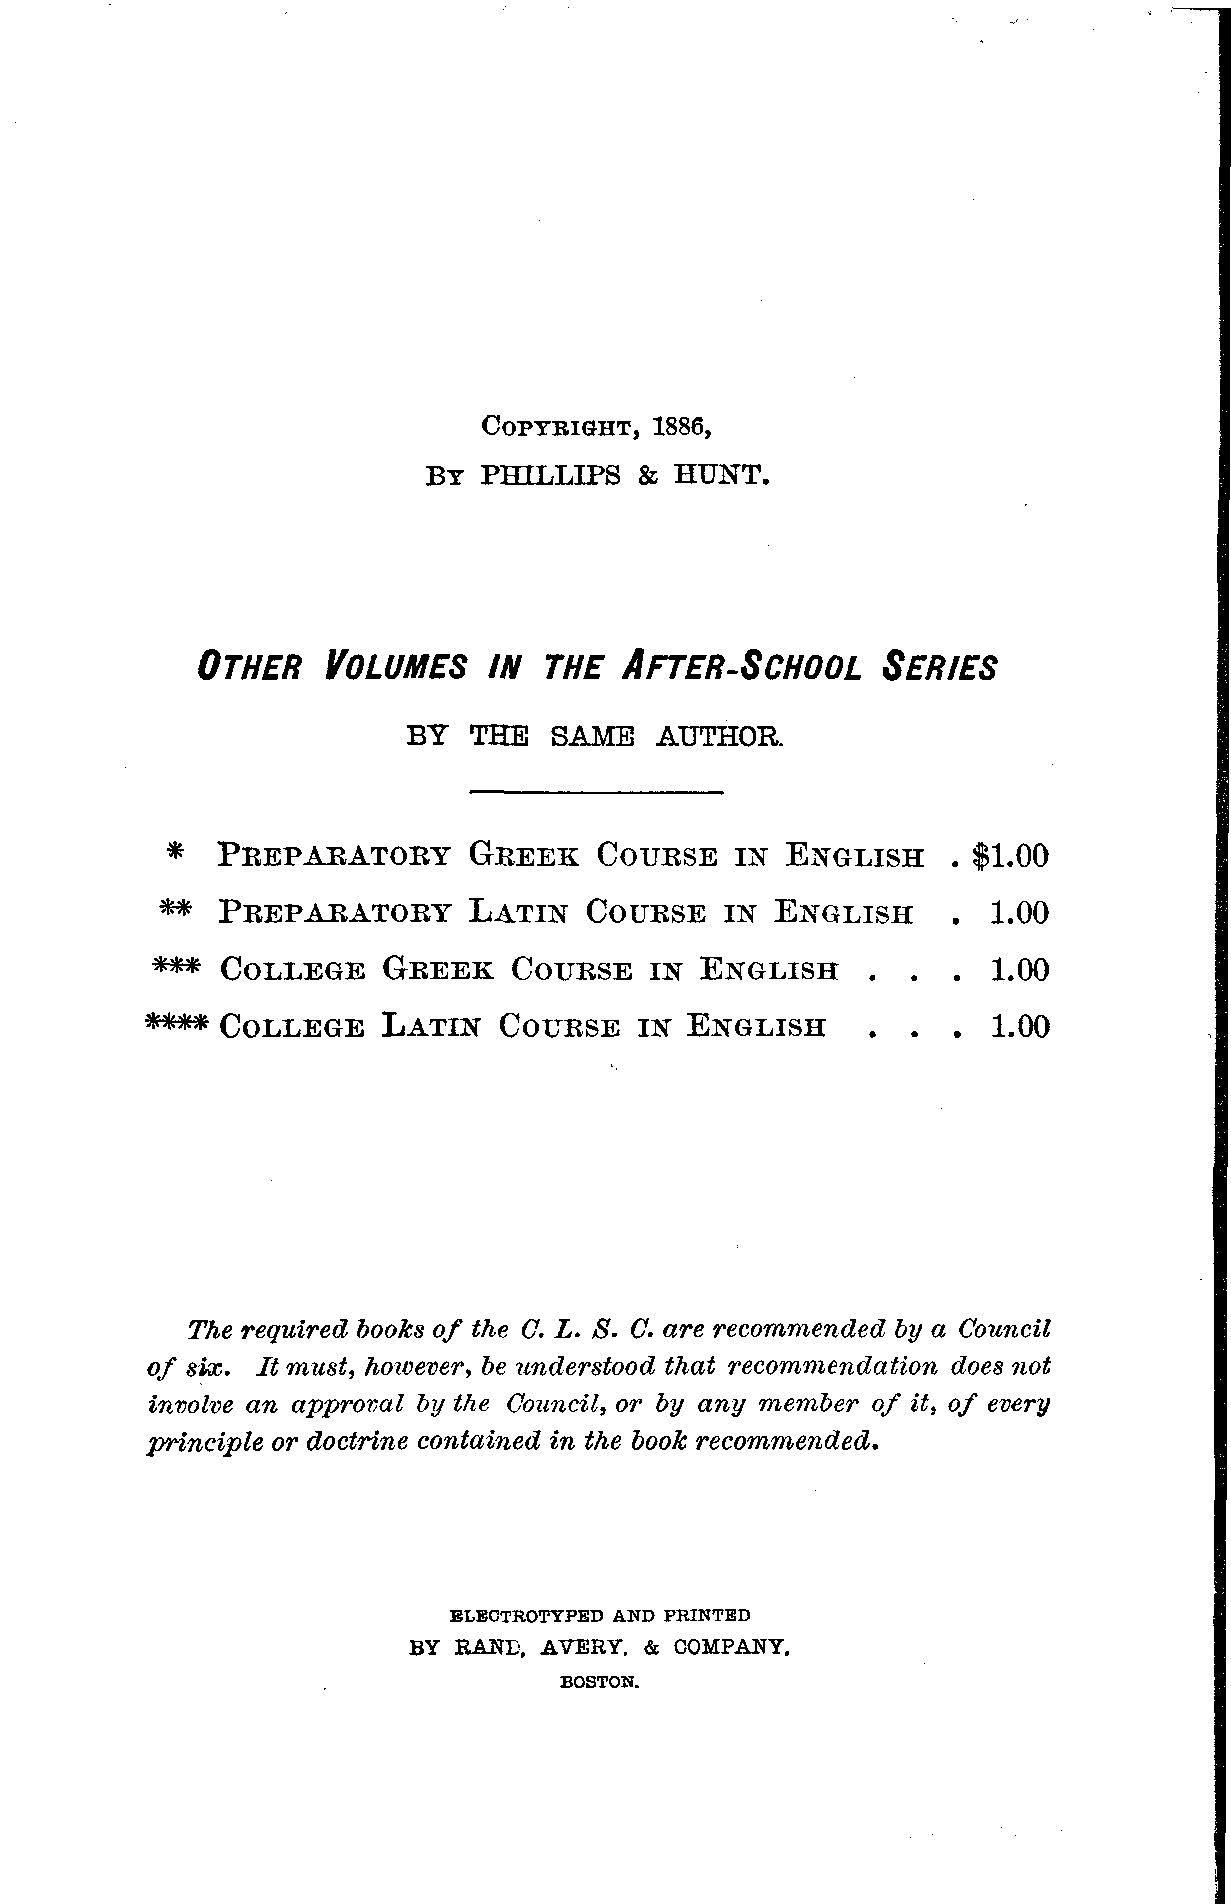 COPYRIGHT, 1886,
BY PHILLIPS & HUNT.
OTHER VOLUMES IN THE AFTER-SCHOOL SERIES
BY THE SAME AUTHOR.
* PREPARATORY GREEK COURSE IN ENGLISH . $1.00
** PREPARATORY LATIN COURSE IN ENGLISH . 1.00
*** COLLEGE GREEK COURSE IN ENGLISH . . . 1.00
**** COLLEGE LATIN COURSE IN ENGLISH . . . 1.00
The required books of the C. L. S. C. are recommended by a Council
of six. It must, however, be understood that recommendation does not
involve an approval by the Council, or by any member of it, of every
principle or doctrine contained in the book recommended.
ELECTROTYPED AND PRINTED
BY RAND, AVERY, & COMPANY,
BOSTON.